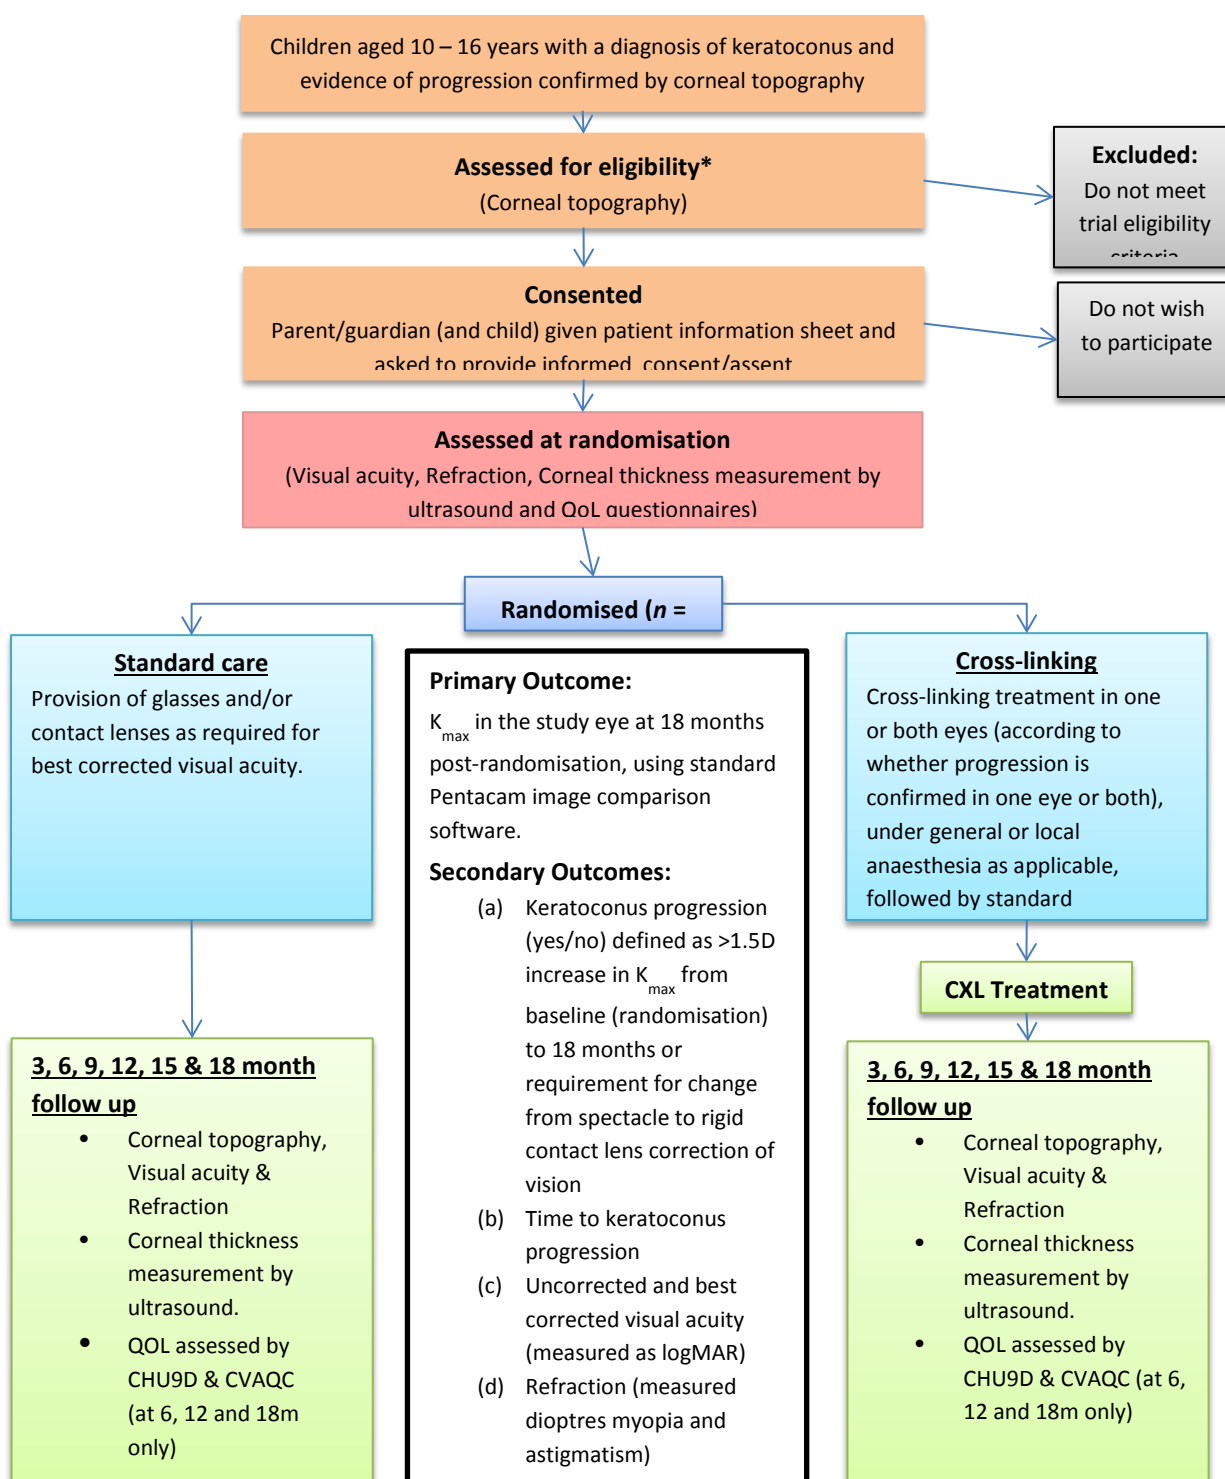 Children aged 10 – 16 years with a diagnosis of keratoconus and
evidence of progression confirmed by corneal topography
Assessed for eligibility*
(Corneal topography)
Excluded:
Do not meet
trial eligibility
criteria
Consented
Parent/guardian (and child) given patient information sheet and
asked to provide informed consent/assent
Do not wish
to participate
Assessed at randomisation
(Visual acuity, Refraction, Corneal thickness measurement by
ultrasound and QoL questionnaires)
Randomised (n =
Standard care
Provision of glasses and/or
contact lenses as required for
best corrected visual acuity.
Primary Outcome:
Kmax in the study eye at 18 months
post-randomisation, using standard
Pentacam image comparison
software.
Secondary Outcomes:
(a) Keratoconus progression
(yes/no) defined as >1.5D
increase in Kmax from
baseline (randomisation)
to 18 months or
requirement for change
from spectacle to rigid
contact lens correction of
vision
(b) Time to keratoconus
progression
(c) Uncorrected and best
corrected visual acuity
(measured as logMAR)
(d) Refraction (measured
dioptres myopia and
astigmatism)
Cross-linking
Cross-linking treatment in one
or both eyes (according to
whether progression is
confirmed in one eye or both),
under general or local
anaesthesia as applicable,
followed by standard
CXL Treatment
3, 6, 9, 12, 15 & 18 month
follow up
• Corneal topography,
Visual acuity &
Refraction
• Corneal thickness
measurement by
ultrasound.
• QOL assessed by
CHU9D & CVAQC
(at 6, 12 and 18m
only)
3, 6, 9, 12, 15 & 18 month
follow up
• Corneal topography,
Visual acuity &
Refraction
• Corneal thickness
measurement by
ultrasound.
• QOL assessed by
CHU9D & CVAQC (at 6,
12 and 18m only)